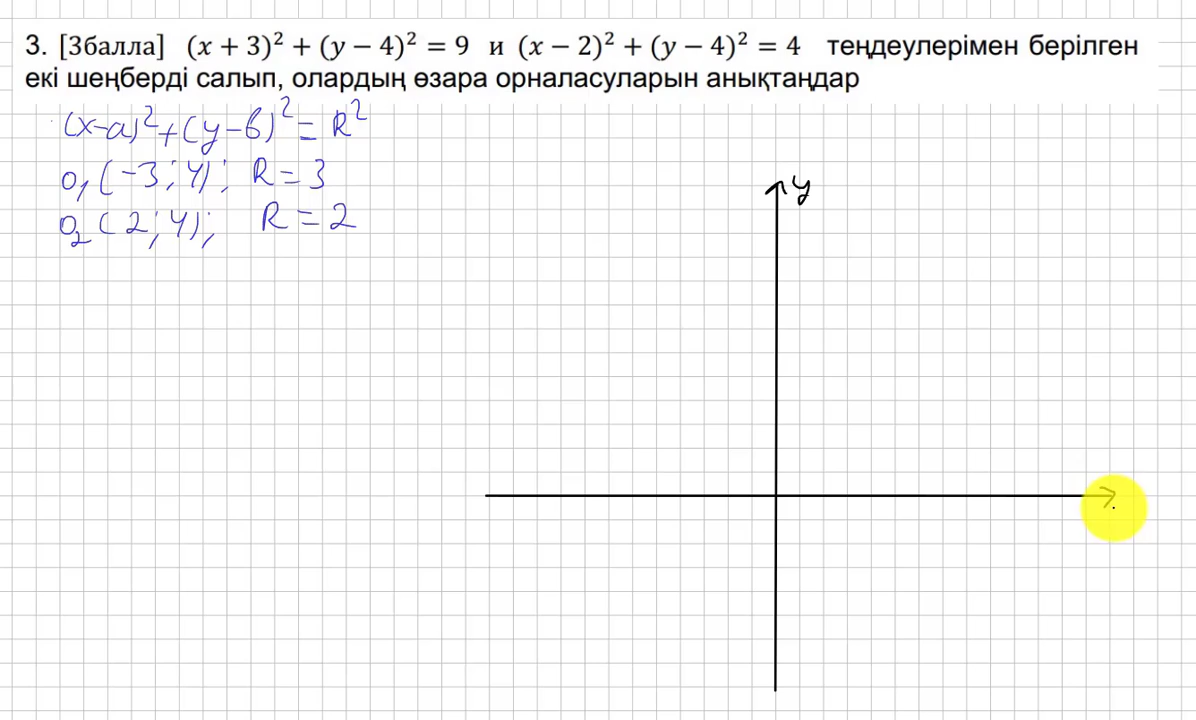 3. [3балла] (x + 3)² + (y − 4)² = 9 и (x − 2)² + (y − 4)² = 4 теңдеулерімен берілген
екі шеңберді салып, олардың өзара орналасуларын анықтаңдар
(x-a)²+(y-в)²=R²
O₁(-3;4); R=3
O₂(2;4); R=2
y